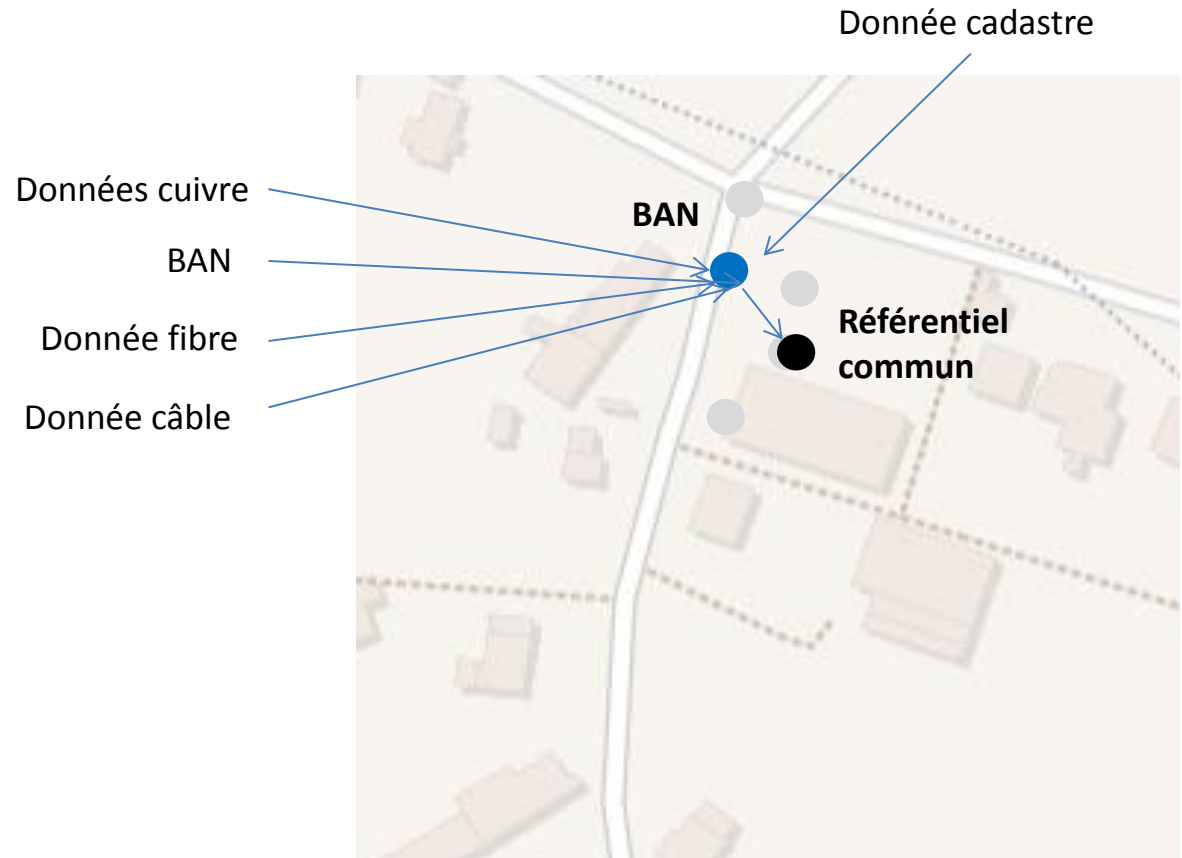 Donnée cadastre
Données cuivre
BAN
BAN
Donnée fibre
Référentiel
commun
Donnée câble